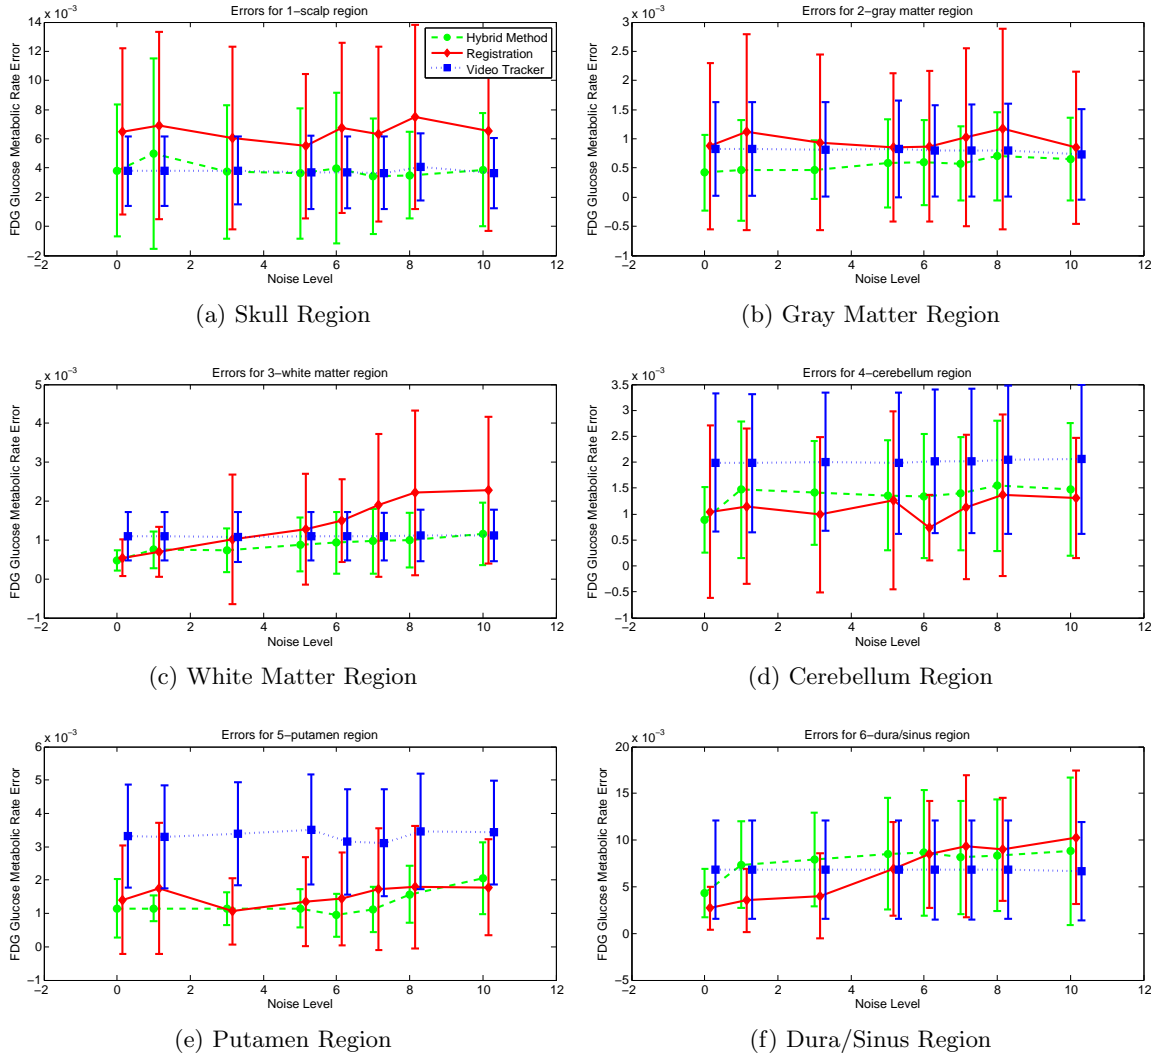 Errors for 1−scalp region
x 10−3
FDG Glucose Metabolic Rate Error
14
12
10
8
6
4
2
0
−2
−2 0 2 4 6 8 10 12
Noise Level
Hybrid Method
Registration
Video Tracker
(a) Skull Region
Errors for 2−gray matter region
x 10−3
FDG Glucose Metabolic Rate Error
3
2.5
2
1.5
1
0.5
0
−0.5
−1
−2 0 2 4 6 8 10 12
Noise Level
(b) Gray Matter Region
Errors for 3−white matter region
x 10−3
FDG Glucose Metabolic Rate Error
5
4
3
2
1
0
−1
−2 0 2 4 6 8 10 12
Noise Level
(c) White Matter Region
Errors for 4−cerebellum region
x 10−3
FDG Glucose Metabolic Rate Error
3.5
3
2.5
2
1.5
1
0.5
0
−0.5
−1
−2 0 2 4 6 8 10 12
Noise Level
(d) Cerebellum Region
Errors for 5−putamen region
x 10−3
FDG Glucose Metabolic Rate Error
6
5
4
3
2
1
0
−1
−2 0 2 4 6 8 10 12
Noise Level
(e) Putamen Region
Errors for 6−dura/sinus region
x 10−3
FDG Glucose Metabolic Rate Error
20
15
10
5
0
−5
−2 0 2 4 6 8 10 12
Noise Level
(f) Dura/Sinus Region